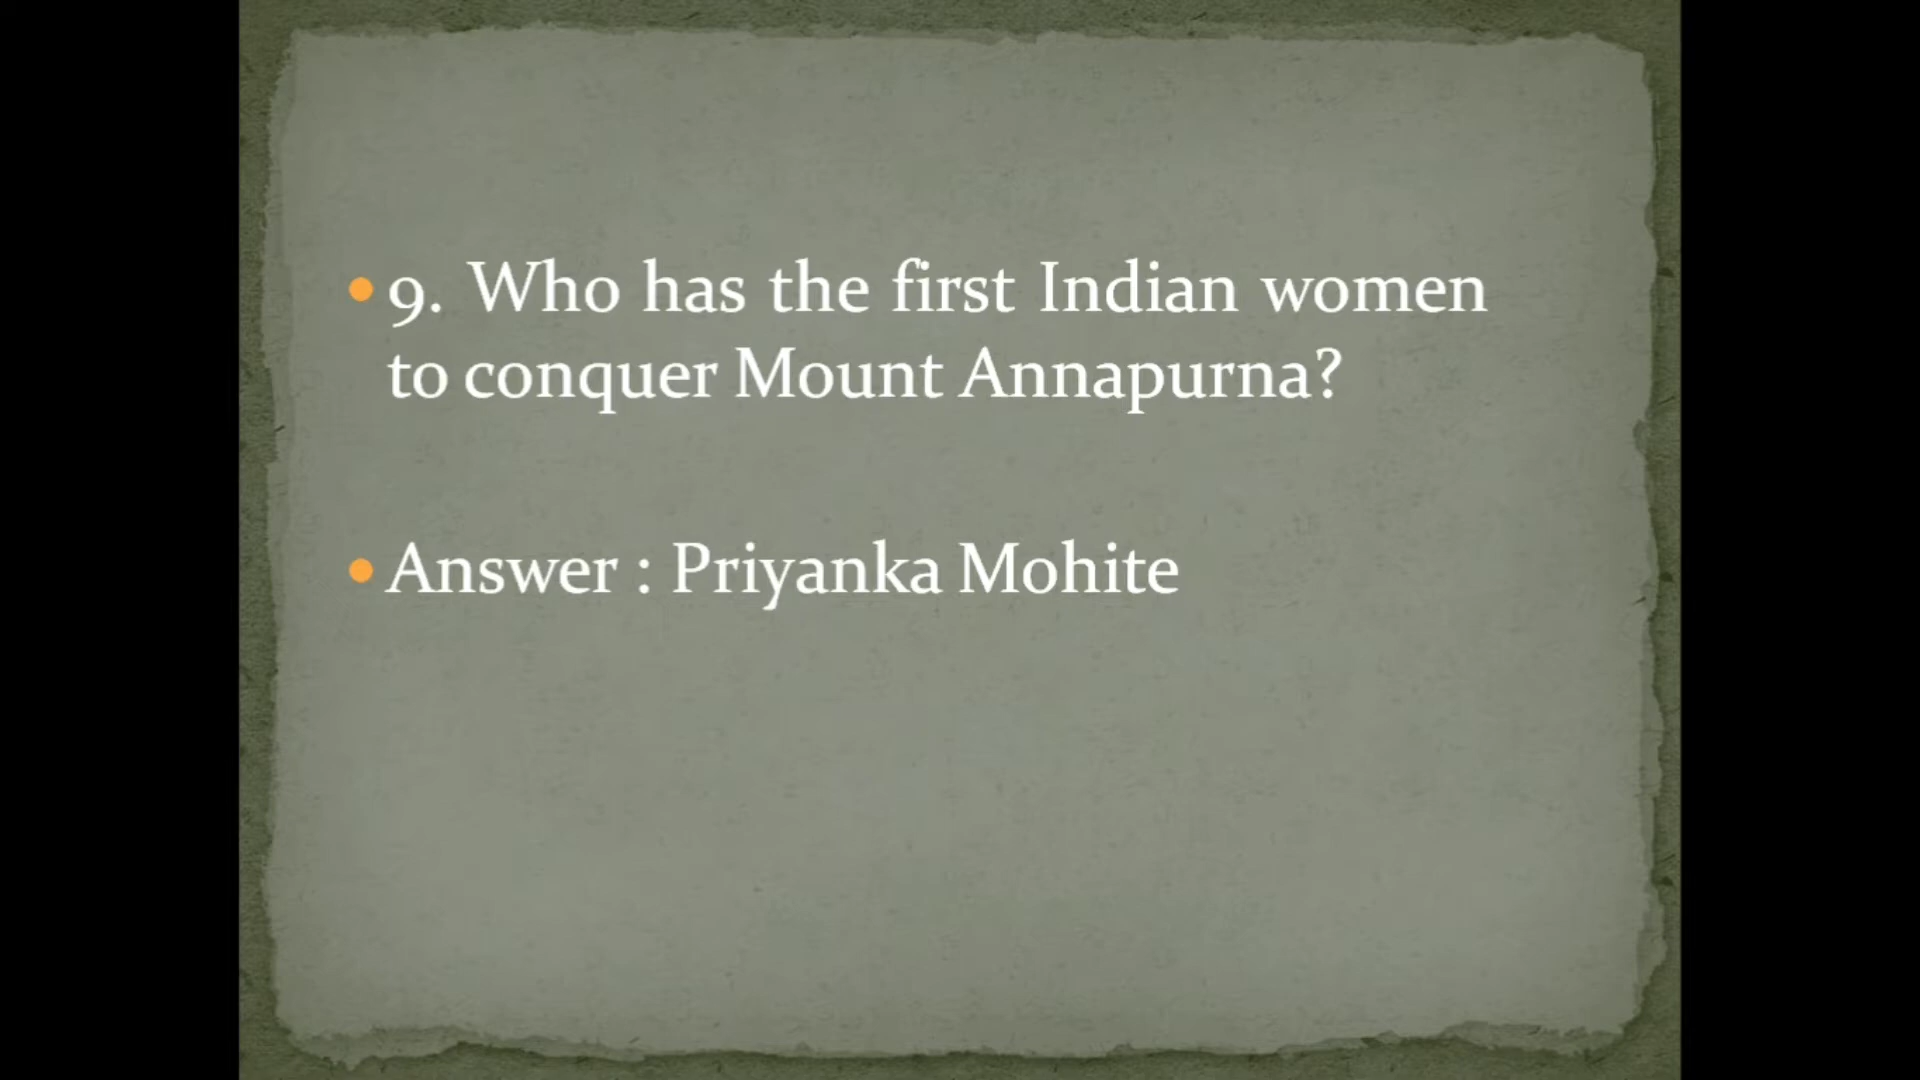 9. Who has the first Indian women
to conquer Mount Annapurna?
Answer : Priyanka Mohite